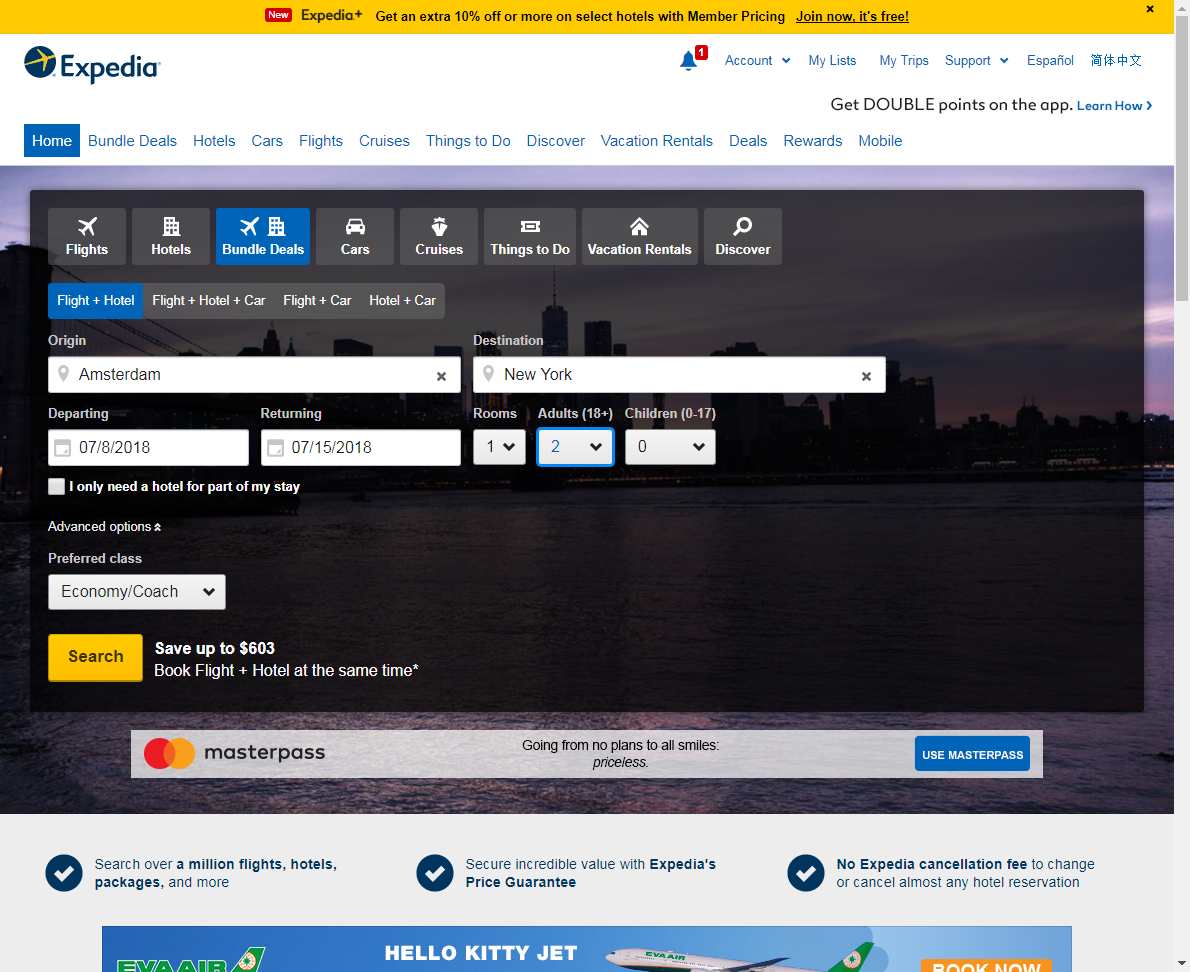 New Expedia+ Get an extra 10% off or more on select hotels with Member Pricing Join now, it's free!
Expedia
1 Account My Lists My Trips Support Español 简体中文
Get DOUBLE points on the app. Learn How
Home Bundle Deals Hotels Cars Flights Cruises Things to Do Discover Vacation Rentals Deals Rewards Mobile
Flights Hotels Bundle Deals Cars Cruises Things to Do Vacation Rentals Discover
Flight + Hotel Flight + Hotel + Car Flight + Car Hotel + Car
Origin Destination
Amsterdam New York
Departing Returning Rooms Adults (18+) Children (0-17)
07/8/2018 07/15/2018 1 2 0
I only need a hotel for part of my stay
Advanced options
Preferred class
Economy/Coach
Search Save up to $603
Book Flight + Hotel at the same time*
masterpass Going from no plans to all smiles:
priceless. USE MASTERPASS
Search over a million flights, hotels, Secure incredible value with Expedia's No Expedia cancellation fee to change
packages, and more Price Guarantee or cancel almost any hotel reservation
HELLO KITTY JET EVA AIR
EVA AIR BOOK NOW